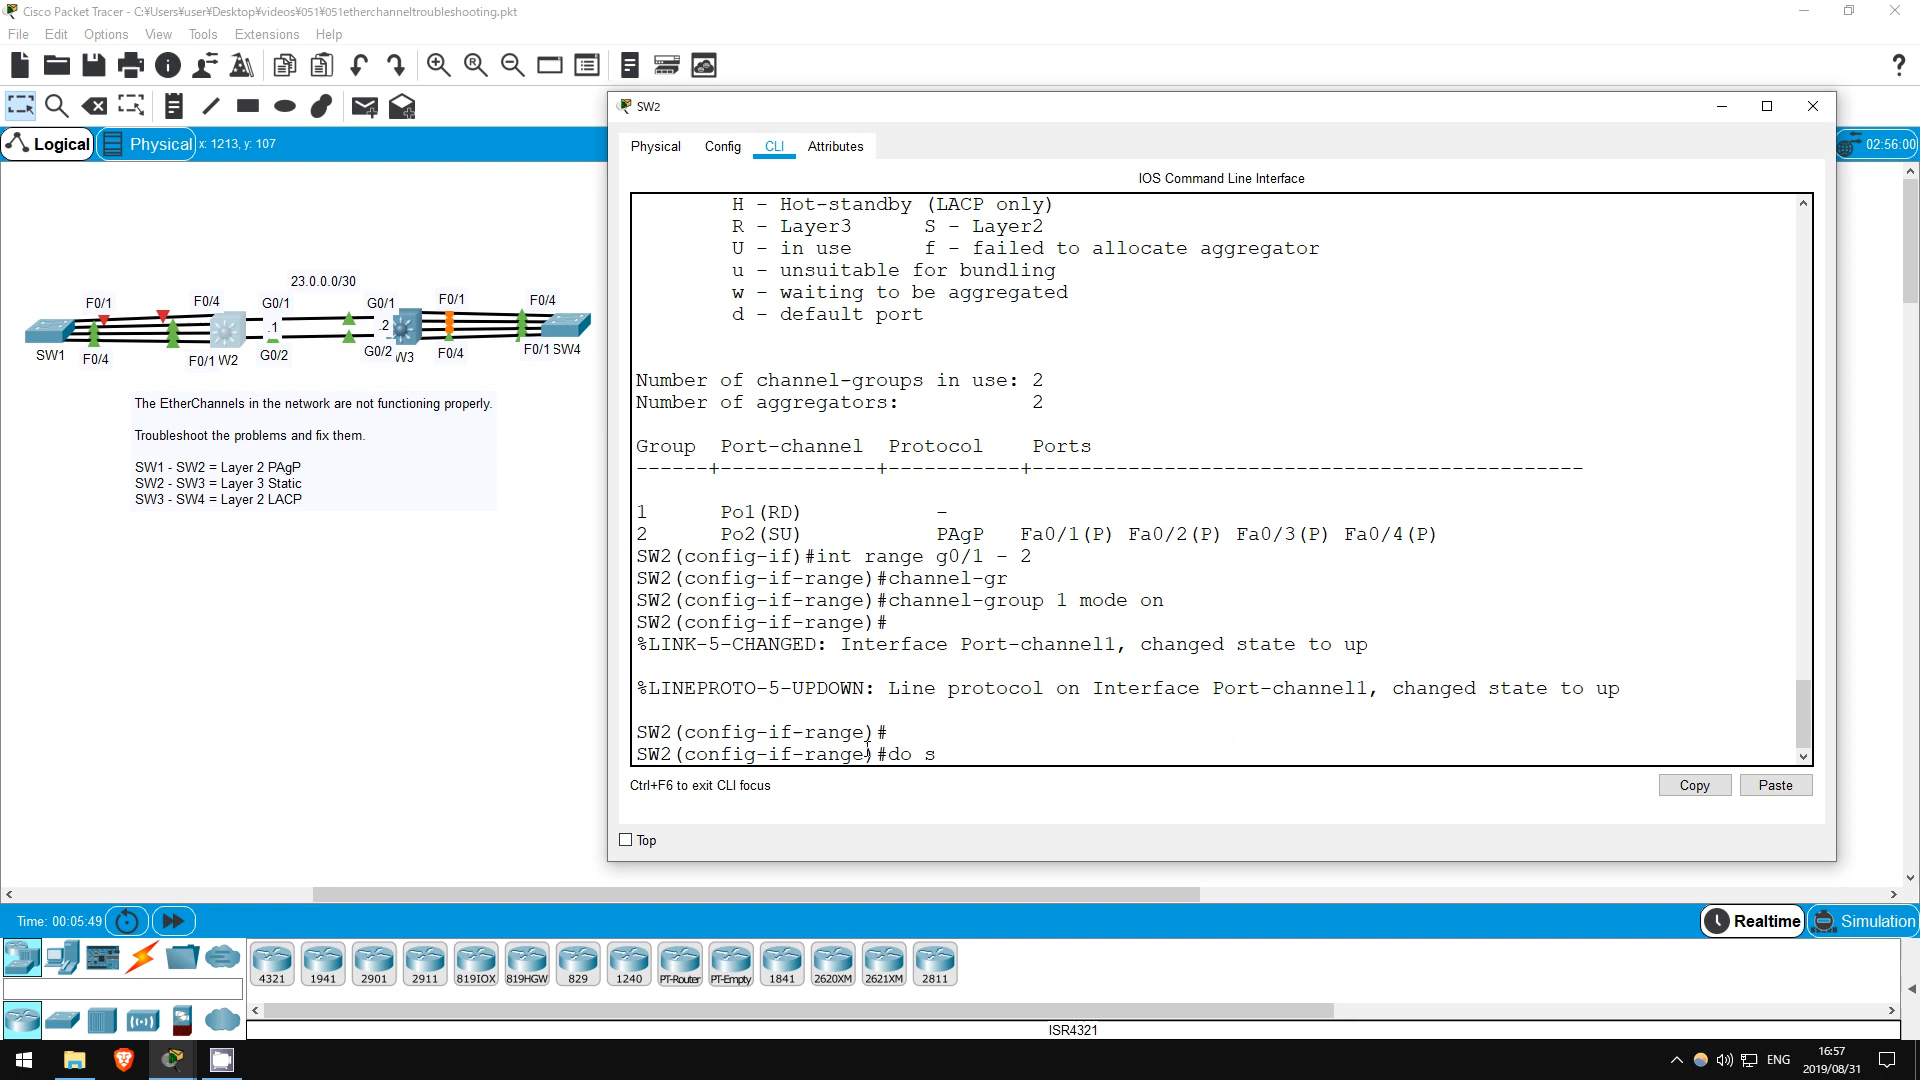 Cisco Packet Tracer - C:¥Users¥user¥Desktop¥videos¥051¥051etherchanneltroubleshooting.pkt
File Edit Options View Tools Extensions Help
Logical Physical x: 1213, y: 107
02:56:00
SW2
Physical Config CLI Attributes
IOS Command Line Interface
H - Hot-standby (LACP only)
R - Layer3 S - Layer2
U - in use f - failed to allocate aggregator
u - unsuitable for bundling
w - waiting to be aggregated
d - default port
Number of channel-groups in use: 2
Number of aggregators: 2
Group Port-channel Protocol Ports
------+-------------+-----------+----------------------------------------------
1 Po1(RD) -
2 Po2(SU) PAgP Fa0/1(P) Fa0/2(P) Fa0/3(P) Fa0/4(P)
SW2(config-if)#int range g0/1 - 2
SW2(config-if-range)#channel-gr
SW2(config-if-range)#channel-group 1 mode on
SW2(config-if-range)#
%LINK-5-CHANGED: Interface Port-channel1, changed state to up
%LINEPROTO-5-UPDOWN: Line protocol on Interface Port-channel1, changed state to up
SW2(config-if-range)#
SW2(config-if-range)#do s
Ctrl+F6 to exit CLI focus
Copy Paste
Top
23.0.0.0/30
F0/1 F0/4 G0/1 G0/1 F0/1 F0/4
.1 .2
SW1 F0/4 F0/1 W2 G0/2 G0/2 W3 F0/4 F0/1 SW4
The EtherChannels in the network are not functioning properly.
Troubleshoot the problems and fix them.
SW1 - SW2 = Layer 2 PAgP
SW2 - SW3 = Layer 3 Static
SW3 - SW4 = Layer 2 LACP
Time: 00:05:49
Realtime Simulation
4321 1941 2901 2911 819IOX 819HGW 829 1240 PT-Router PT-Empty 1841 2620XM 2621XM 2811
ISR4321
ENG
16:57
2019/08/31